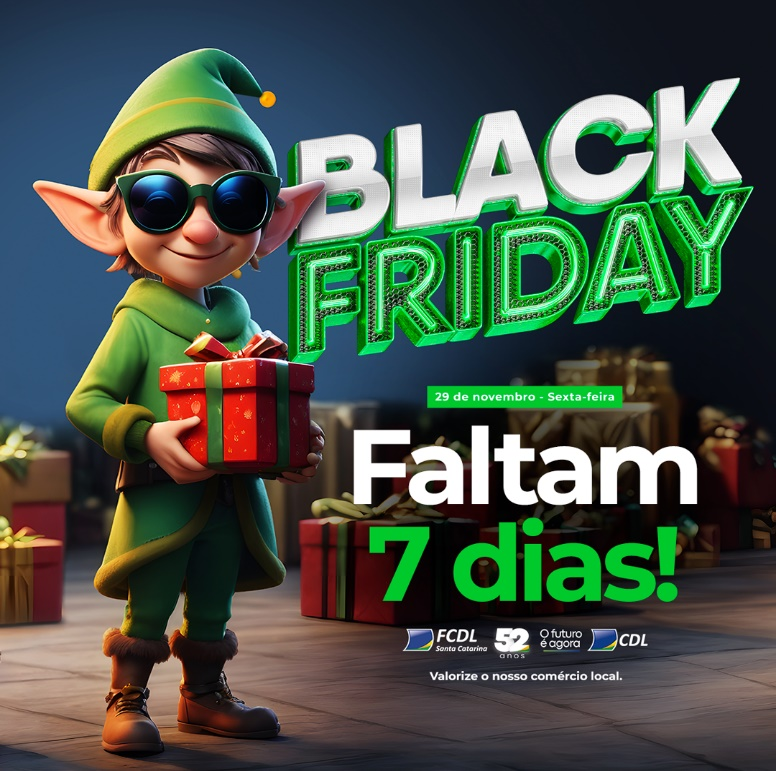 BLACK
FRIDAY
29 de novembro - Sexta-feira
Faltam
7 dias!
FCDL
Santa Catarina
52
anos
O futuro
é agora
CDL
Valorize o nosso comércio local.